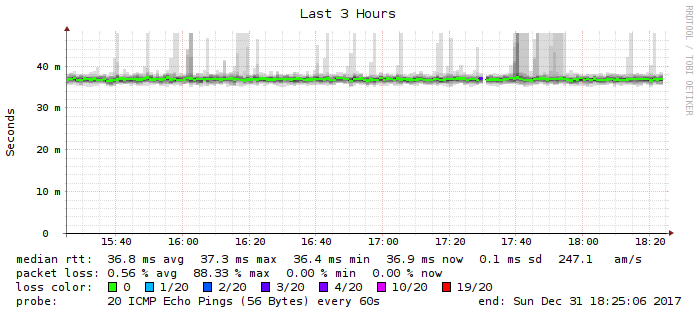 Last 3 Hours
RRDTOOL / TOBI OETIKER
Seconds
40 m
30 m
20 m
10 m
0
15:40 16:00 16:20 16:40 17:00 17:20 17:40 18:00 18:20
median rtt: 36.8 ms avg 37.3 ms max 36.4 ms min 36.9 ms now 0.1 ms sd 247.1 am/s
packet loss: 0.56 % avg 88.33 % max 0.00 % min 0.00 % now
loss color: 0 1/20 2/20 3/20 4/20 10/20 19/20
probe: 20 ICMP Echo Pings (56 Bytes) every 60s end: Sun Dec 31 18:25:06 2017